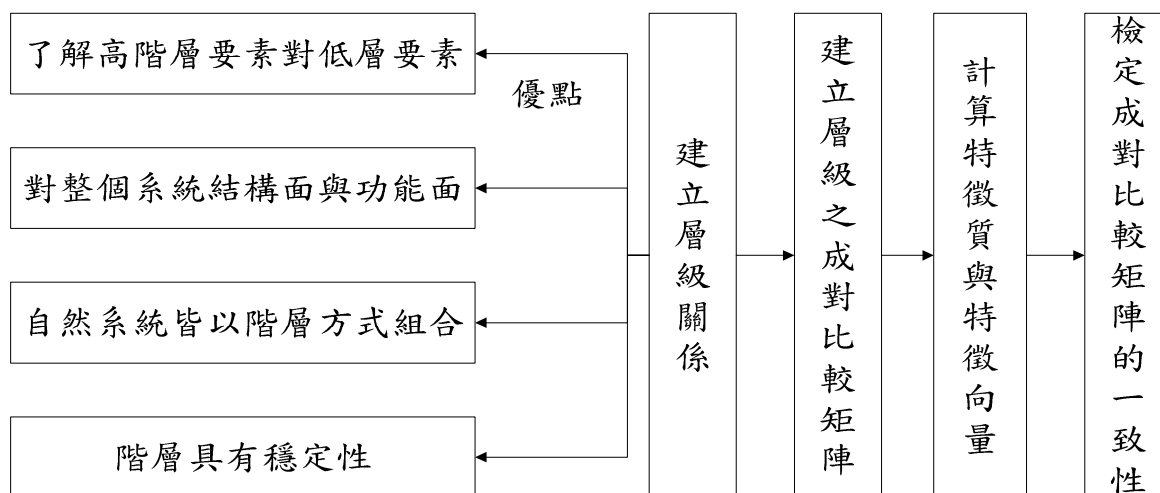 了解高階層要素對低層要素
優點
對整個系統結構面與功能面
自然系統皆以階層方式組合
階層具有穩定性
建立層級關係
建立層級之成對比較矩陣
計算特徵質與特徵向量
檢定成對比較矩陣的一致性